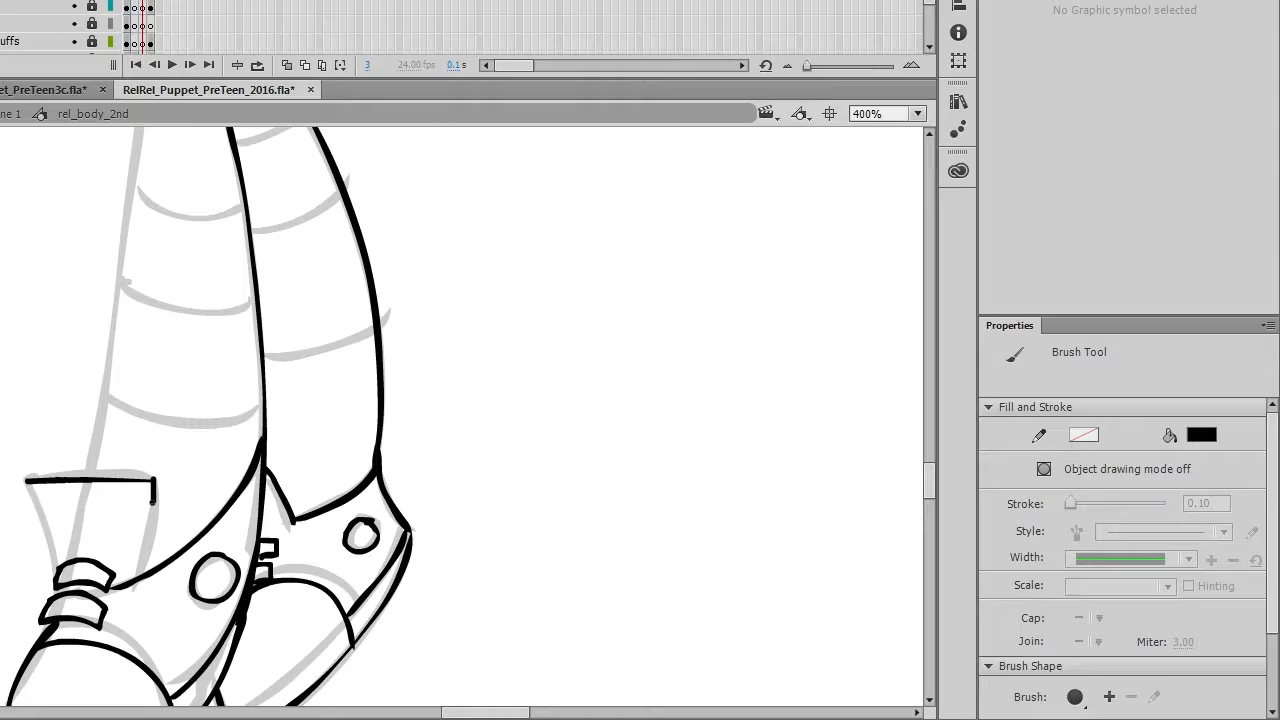 No Graphic symbol selected
uffs
3 24.00 fps 0.1 s
et_PreTeen3c.fla* × RelRel_Puppet_PreTeen_2016.fla* ×
ne 1 rel_body_2nd 400%
Properties
Brush Tool
Fill and Stroke
Object drawing mode off
Stroke: 0.10
Style:
Width:
Scale: Hinting
Cap:
Join: Miter: 3.00
Brush Shape
Brush: